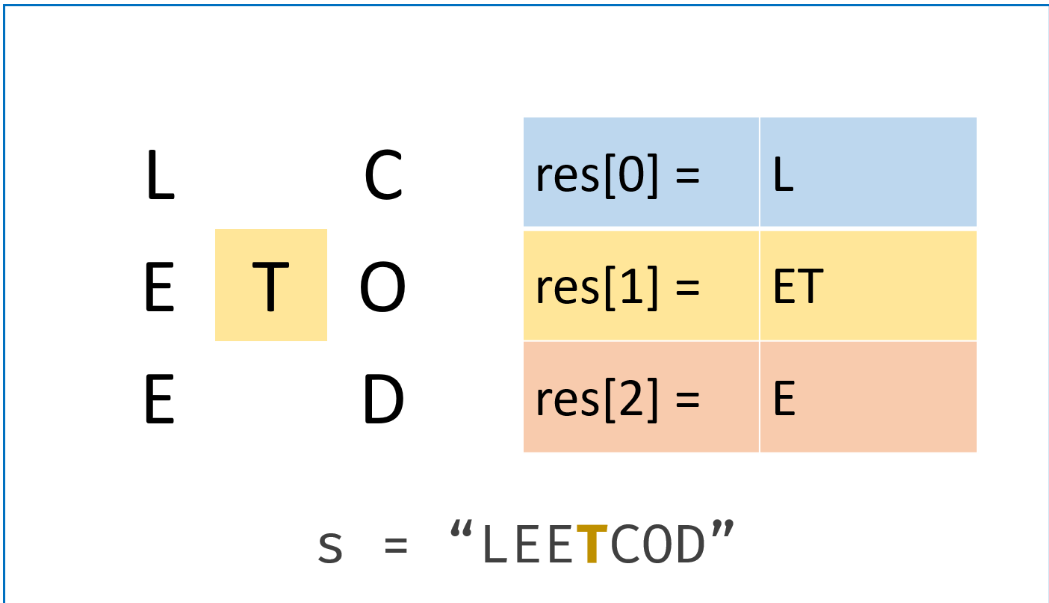 L C res[0] = L
E T O res[1] = ET
E D res[2] = E
s = “LEETCOD”